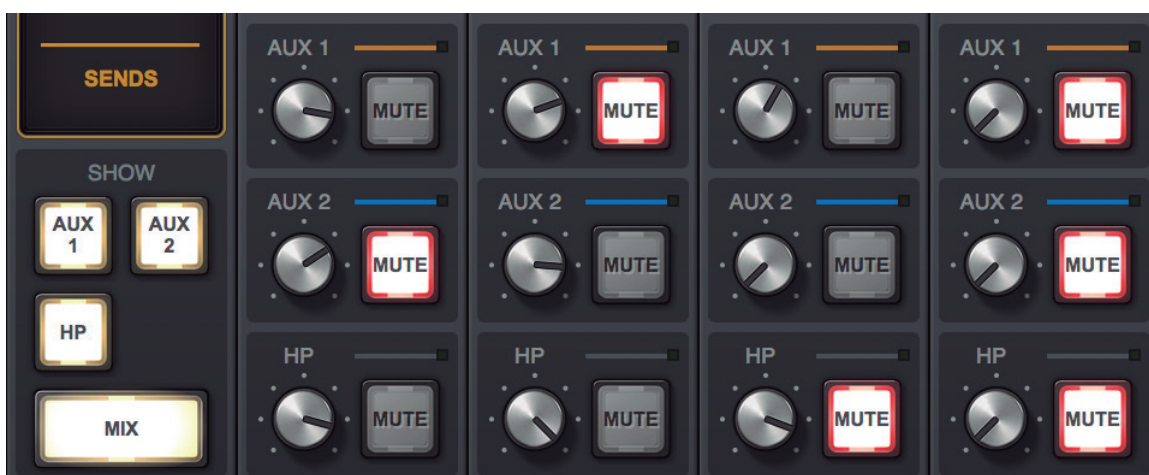 SENDS
SHOW
AUX 1
AUX 2
HP
MIX
AUX 1 AUX 1 AUX 1 AUX 1
MUTE MUTE MUTE MUTE
AUX 2 AUX 2 AUX 2 AUX 2
MUTE MUTE MUTE MUTE
HP HP HP HP
MUTE MUTE MUTE MUTE